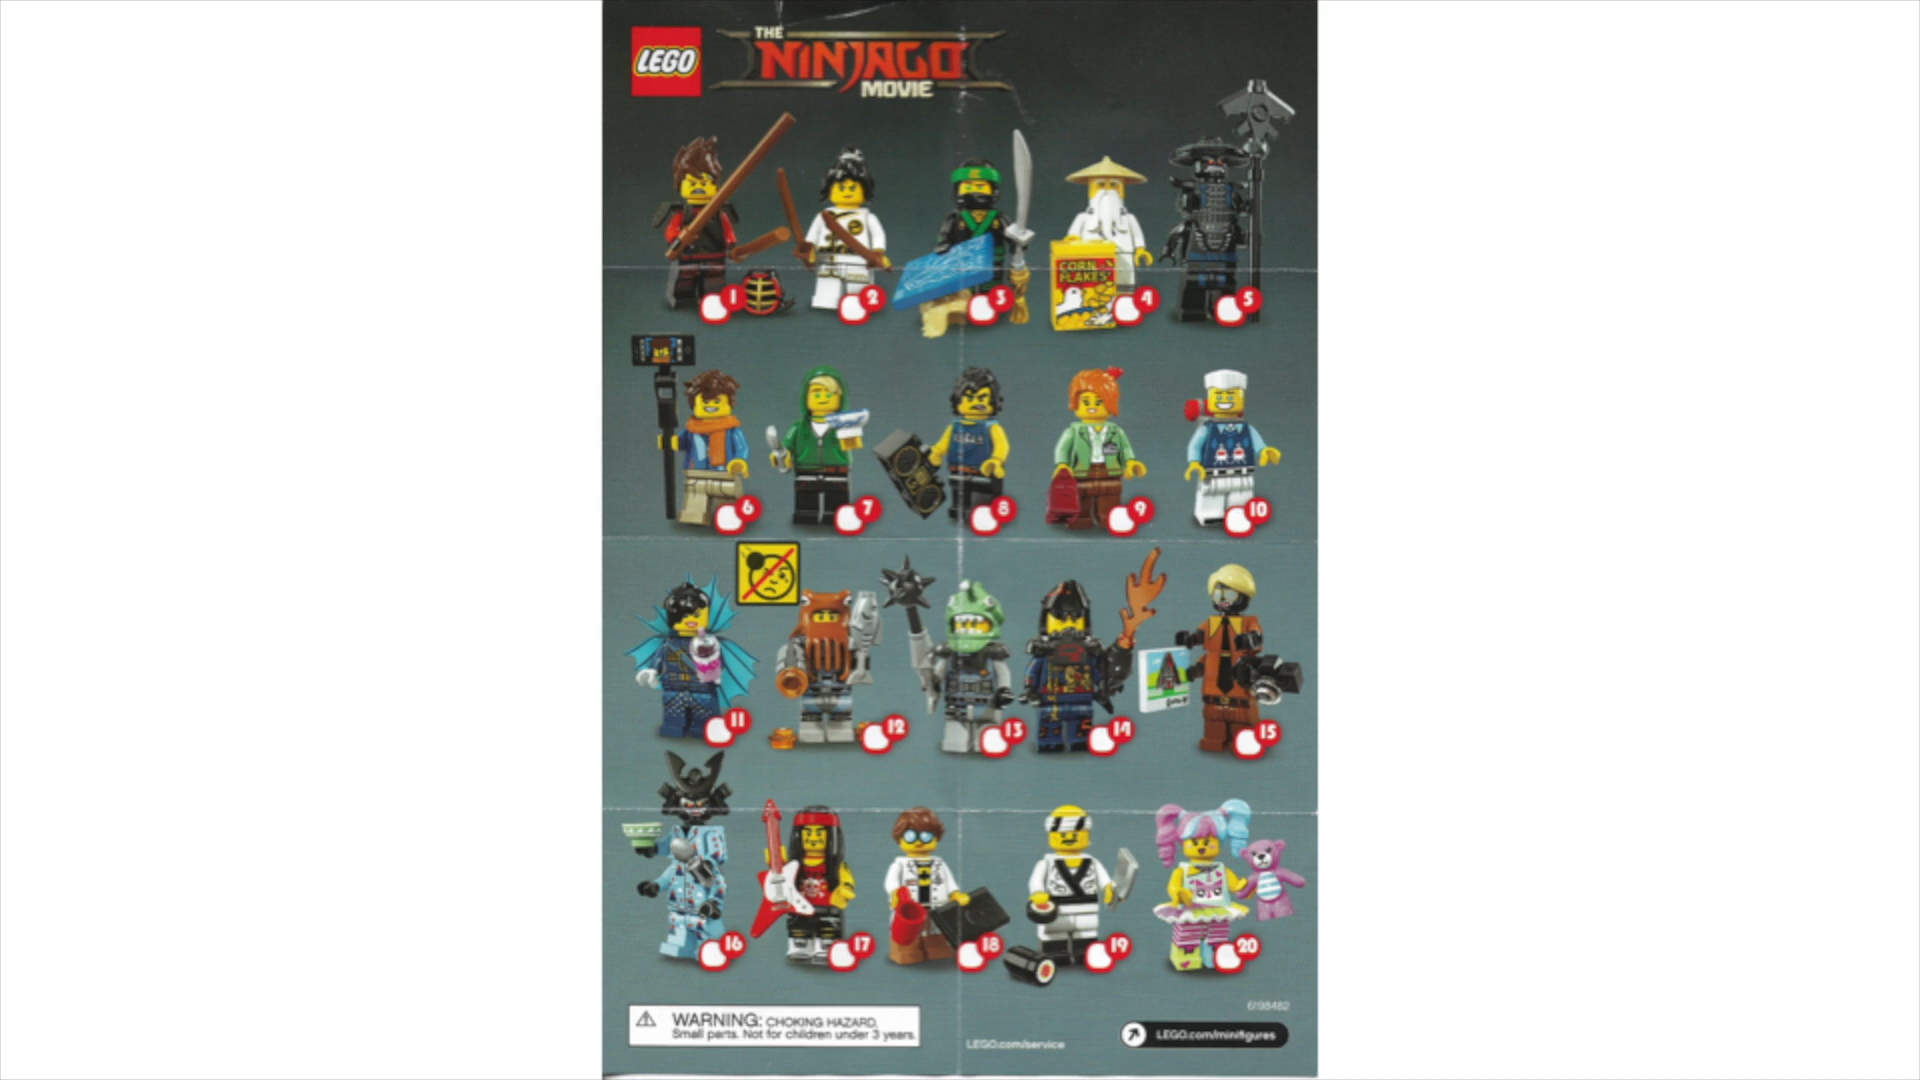 LEGO
THE
NINJAGO
MOVIE
CORN
FLAKES!
1
2
3
4
5
6
7
8
9
10
11
12
13
14
15
16
17
18
19
20
6198482
WARNING: CHOKING HAZARD.
Small parts. Not for children under 3 years.
LEGO.com/service
LEGO.com/minifigures